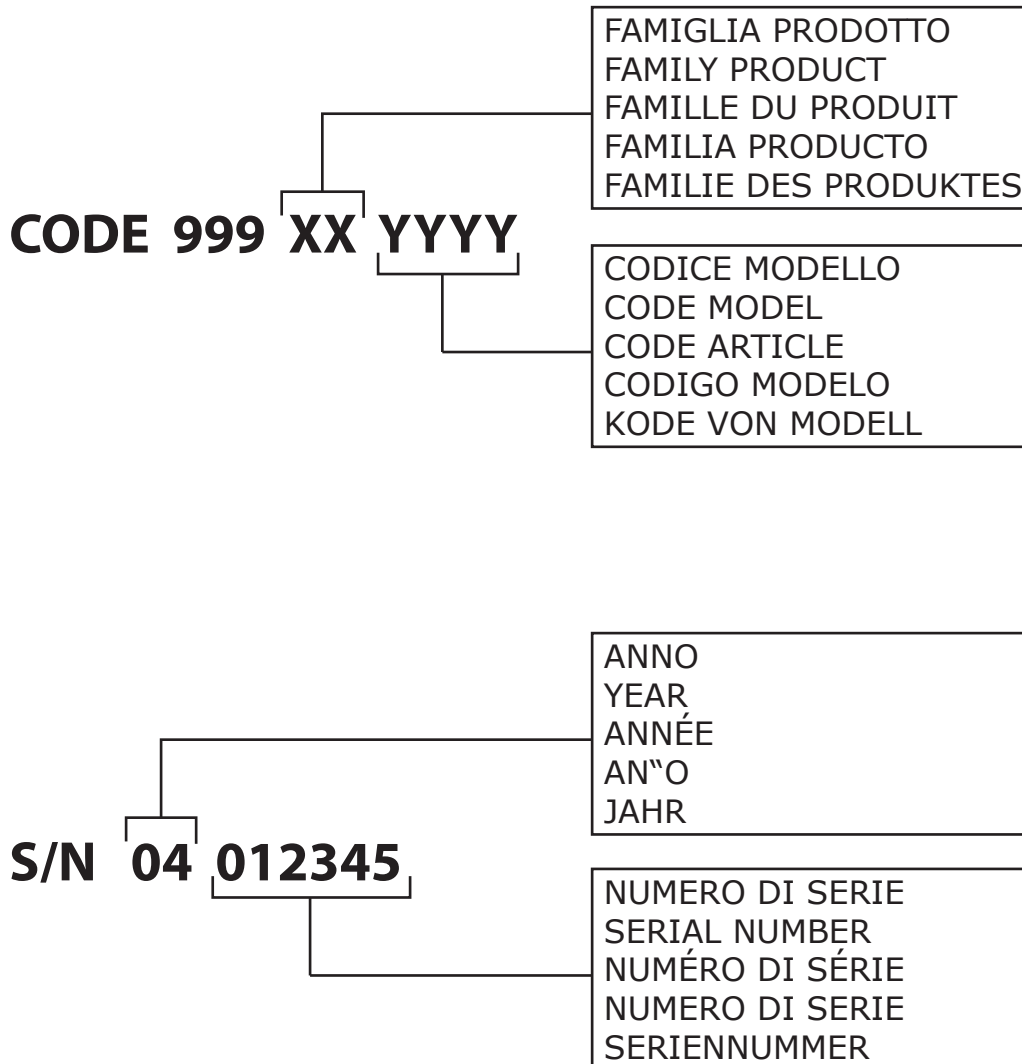 FAMIGLIA PRODOTTO
FAMILY PRODUCT
FAMILLE DU PRODUIT
FAMILIA PRODUCTO
FAMILIE DES PRODUKTES
CODE 999 XX YYYY
CODICE MODELLO
CODE MODEL
CODE ARTICLE
CODIGO MODELO
KODE VON MODELL
ANNO
YEAR
ANNÉE
AN‟O
JAHR
S/N 04 012345
NUMERO DI SERIE
SERIAL NUMBER
NUMÉRO DI SÉRIE
NUMERO DI SERIE
SERIENNUMMER